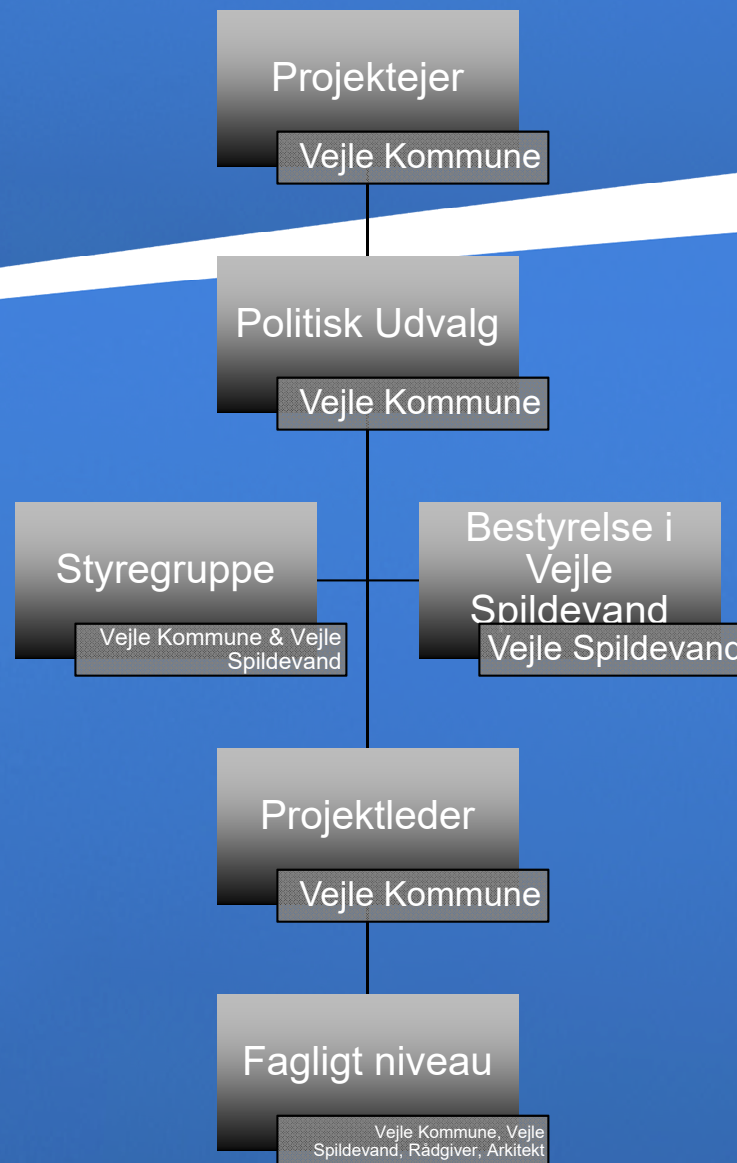 Projektejer
Vejle Kommune
Politisk Udvalg
Vejle Kommune
Styregruppe
Vejle Kommune & Vejle
Spildevand
Bestyrelse i
Vejle
Spildevand
Vejle Spildevand
Projektleder
Vejle Kommune
Fagligt niveau
Vejle Kommune, Vejle
Spildevand, Rådgiver, Arkitekt